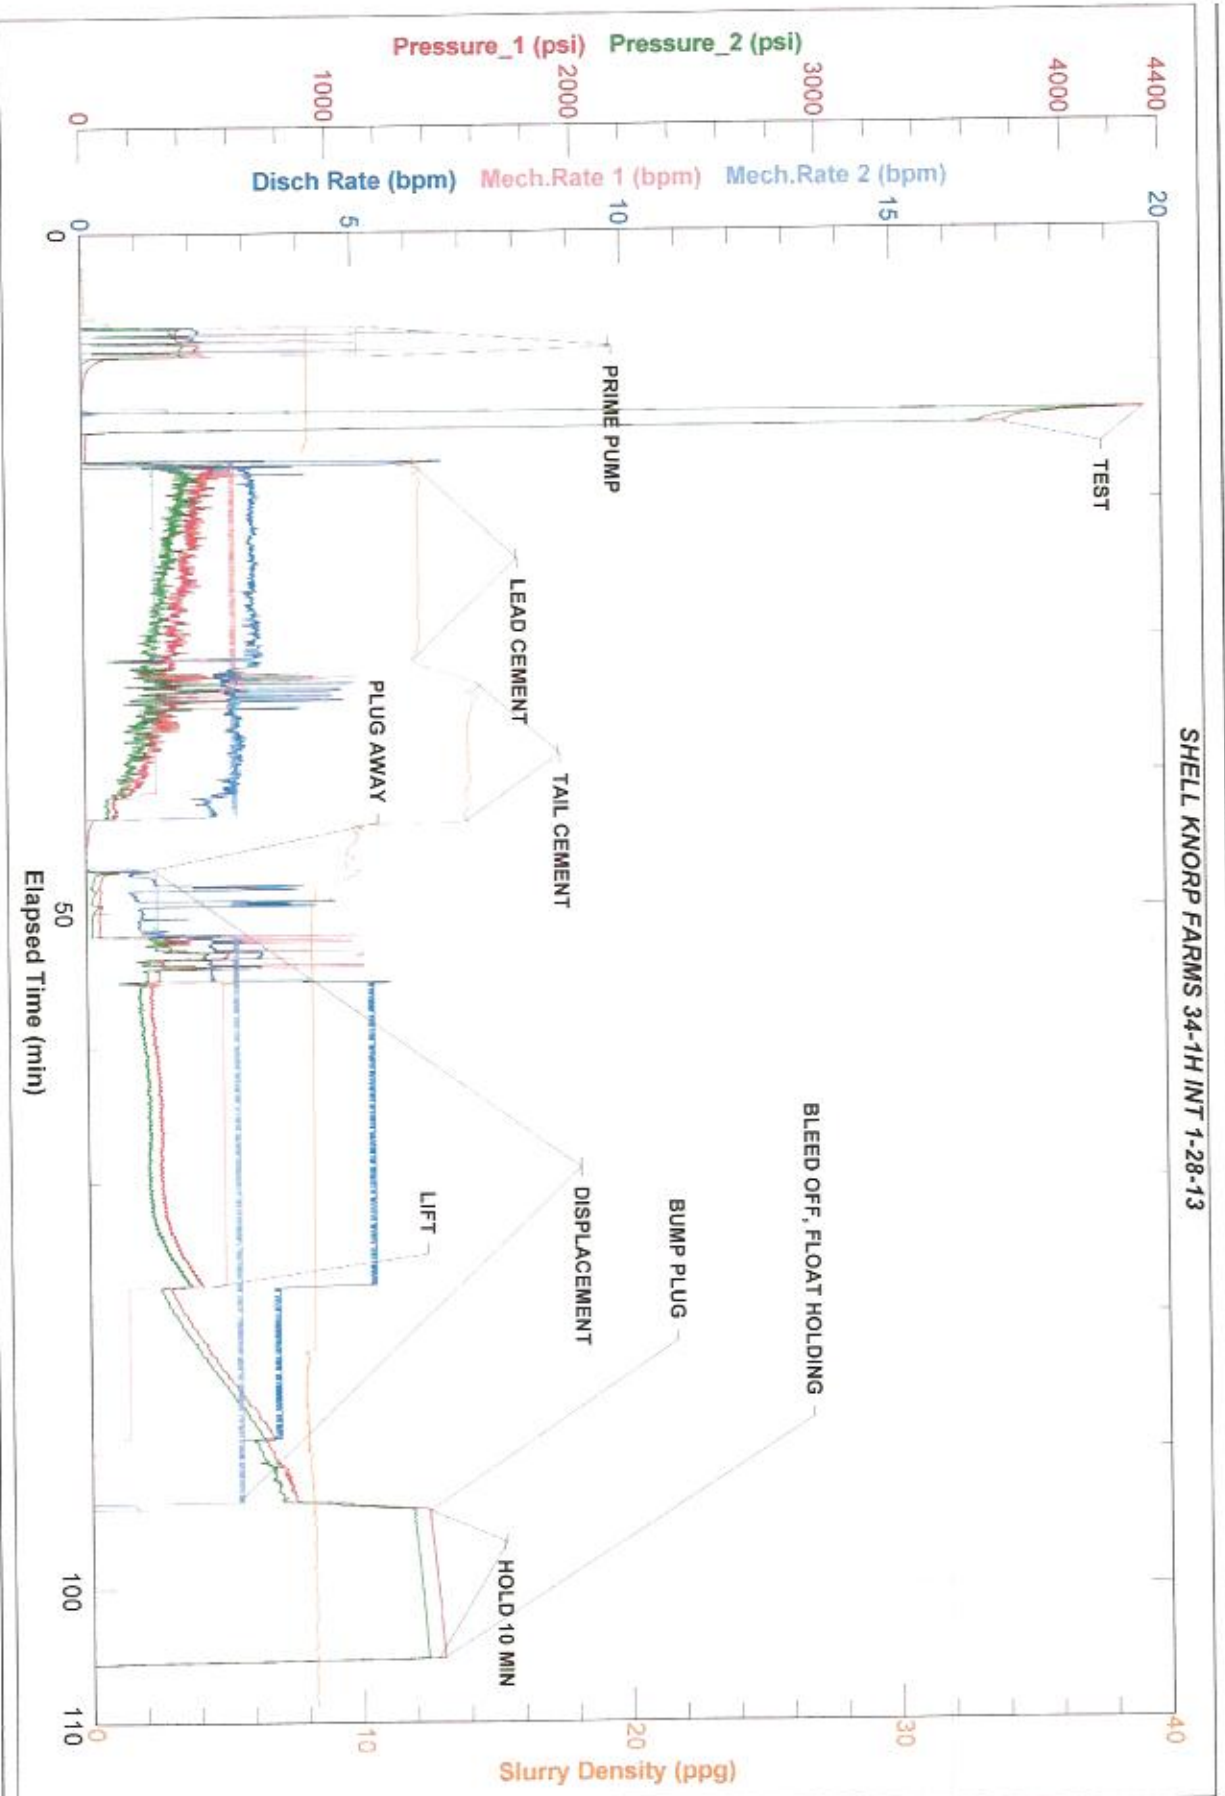 SHELL KNORP FARMS 34-1H INT 1-28-13
Pressure_1 (psi) Pressure_2 (psi)
4400
4000
3000
2000
1000
0
Disch Rate (bpm) Mech.Rate 1 (bpm) Mech.Rate 2 (bpm)
20
15
10
5
0
TEST
PRIME PUMP
LEAD CEMENT
TAIL CEMENT
PLUG AWAY
BLEED OFF, FLOAT HOLDING
BUMP PLUG
DISPLACEMENT
LIFT
HOLD 10 MIN
40
30
20
10
0
Slurry Density (ppg)
0
50
100
110
Elapsed Time (min)